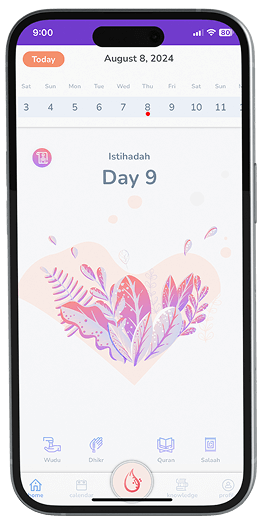 9:00
80
Today
August 8, 2024
Sat Sun Mon Tue Wed Thu Fri Sat Sun
3 4 5 6 7 8 9 10 11
Istihadah
Day 9
Wudu Dhikr Quran Salaah
Home Calendar Knowledge